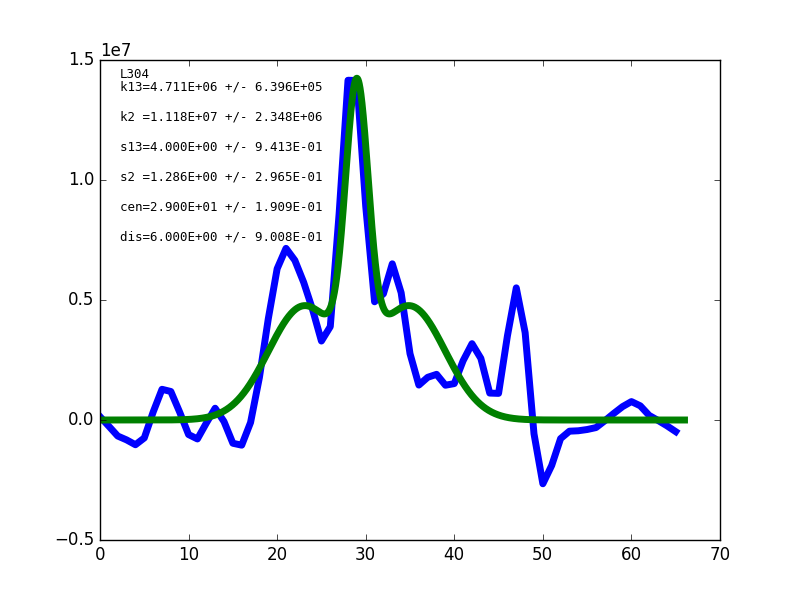 1e7
1.5
L304
k13=4.711E+06 +/- 6.396E+05
k2 =1.118E+07 +/- 2.348E+06
s13=4.000E+00 +/- 9.413E-01
1.0
s2 =1.286E+00 +/- 2.965E-01
cen=2.900E+01 +/- 1.909E-01
dis=6.000E+00 +/- 9.008E-01
0.5
0.0
−0.5
0 10 20 30 40 50 60 70